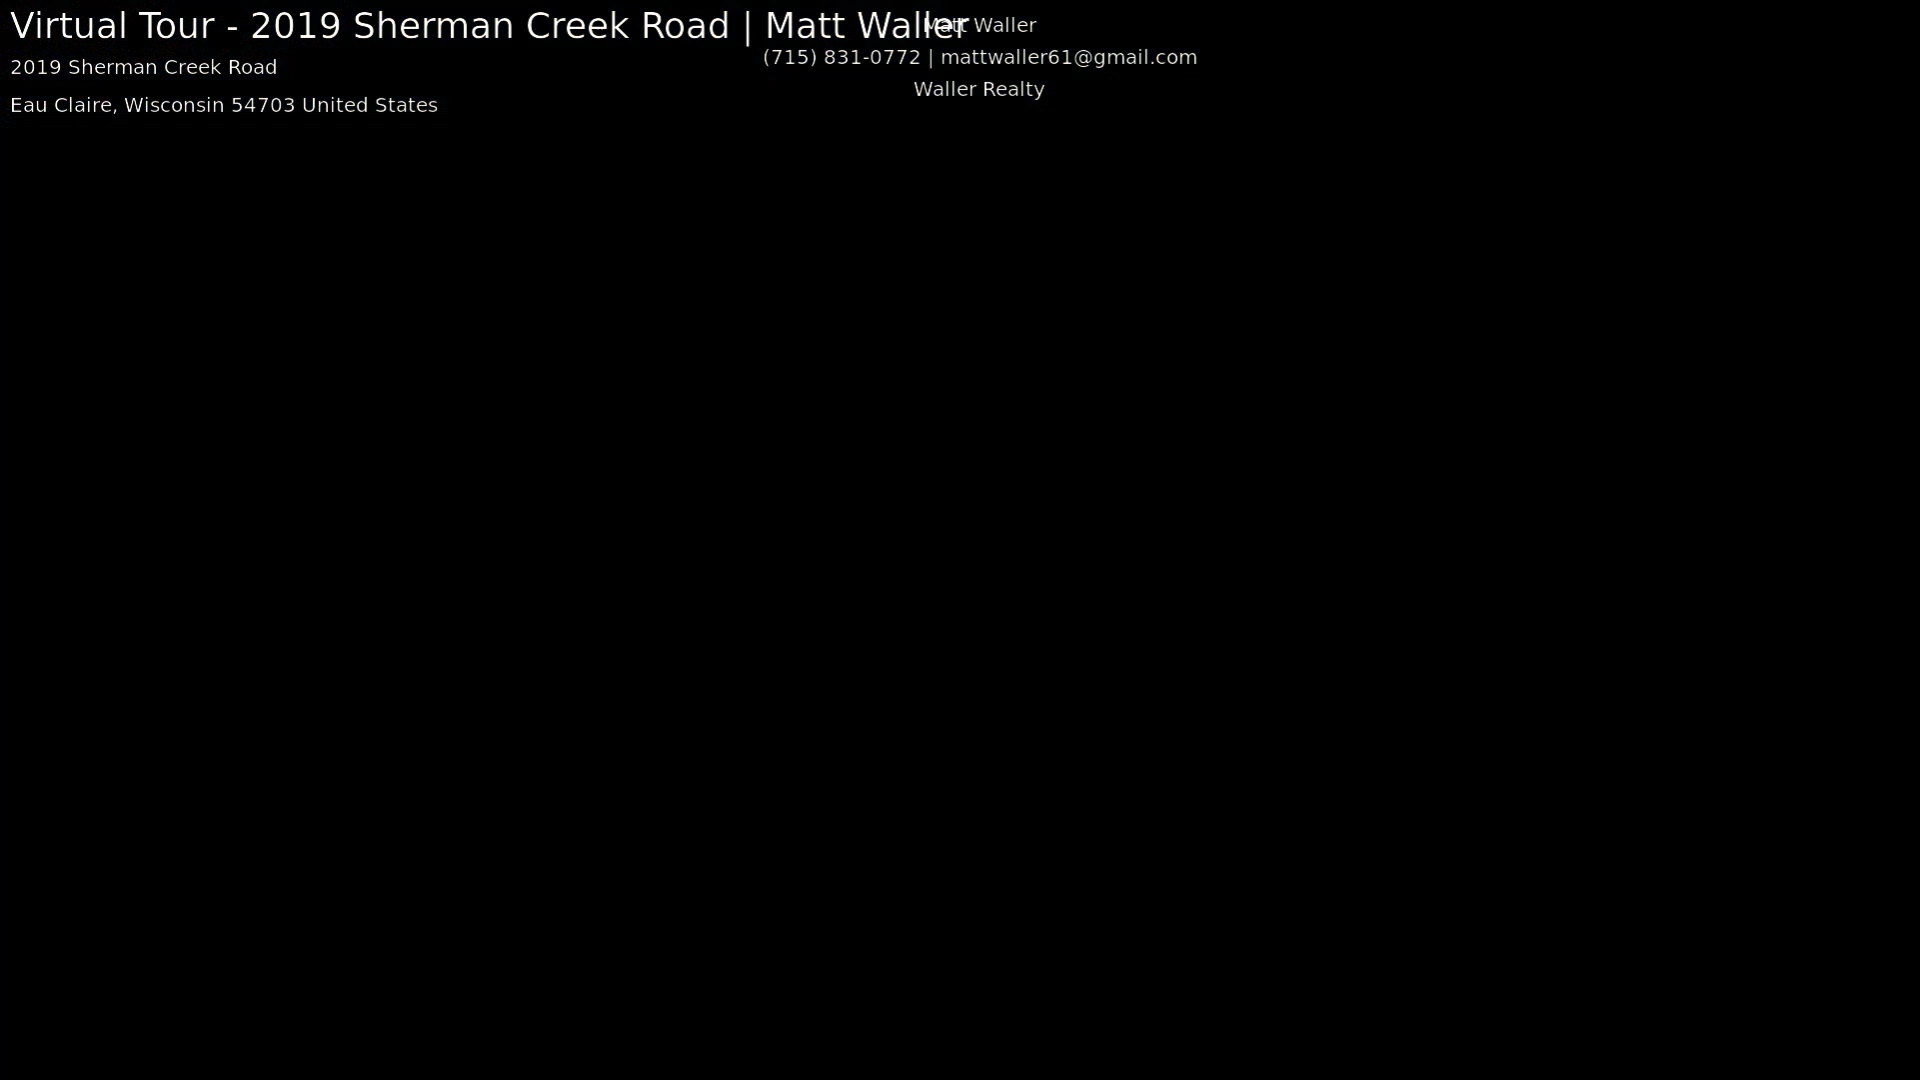 Virtual Tour - 2019 Sherman Creek Road | Matt Waller
2019 Sherman Creek Road
Eau Claire, Wisconsin 54703 United States
Matt Waller
(715) 831-0772 | mattwaller61@gmail.com
Waller Realty